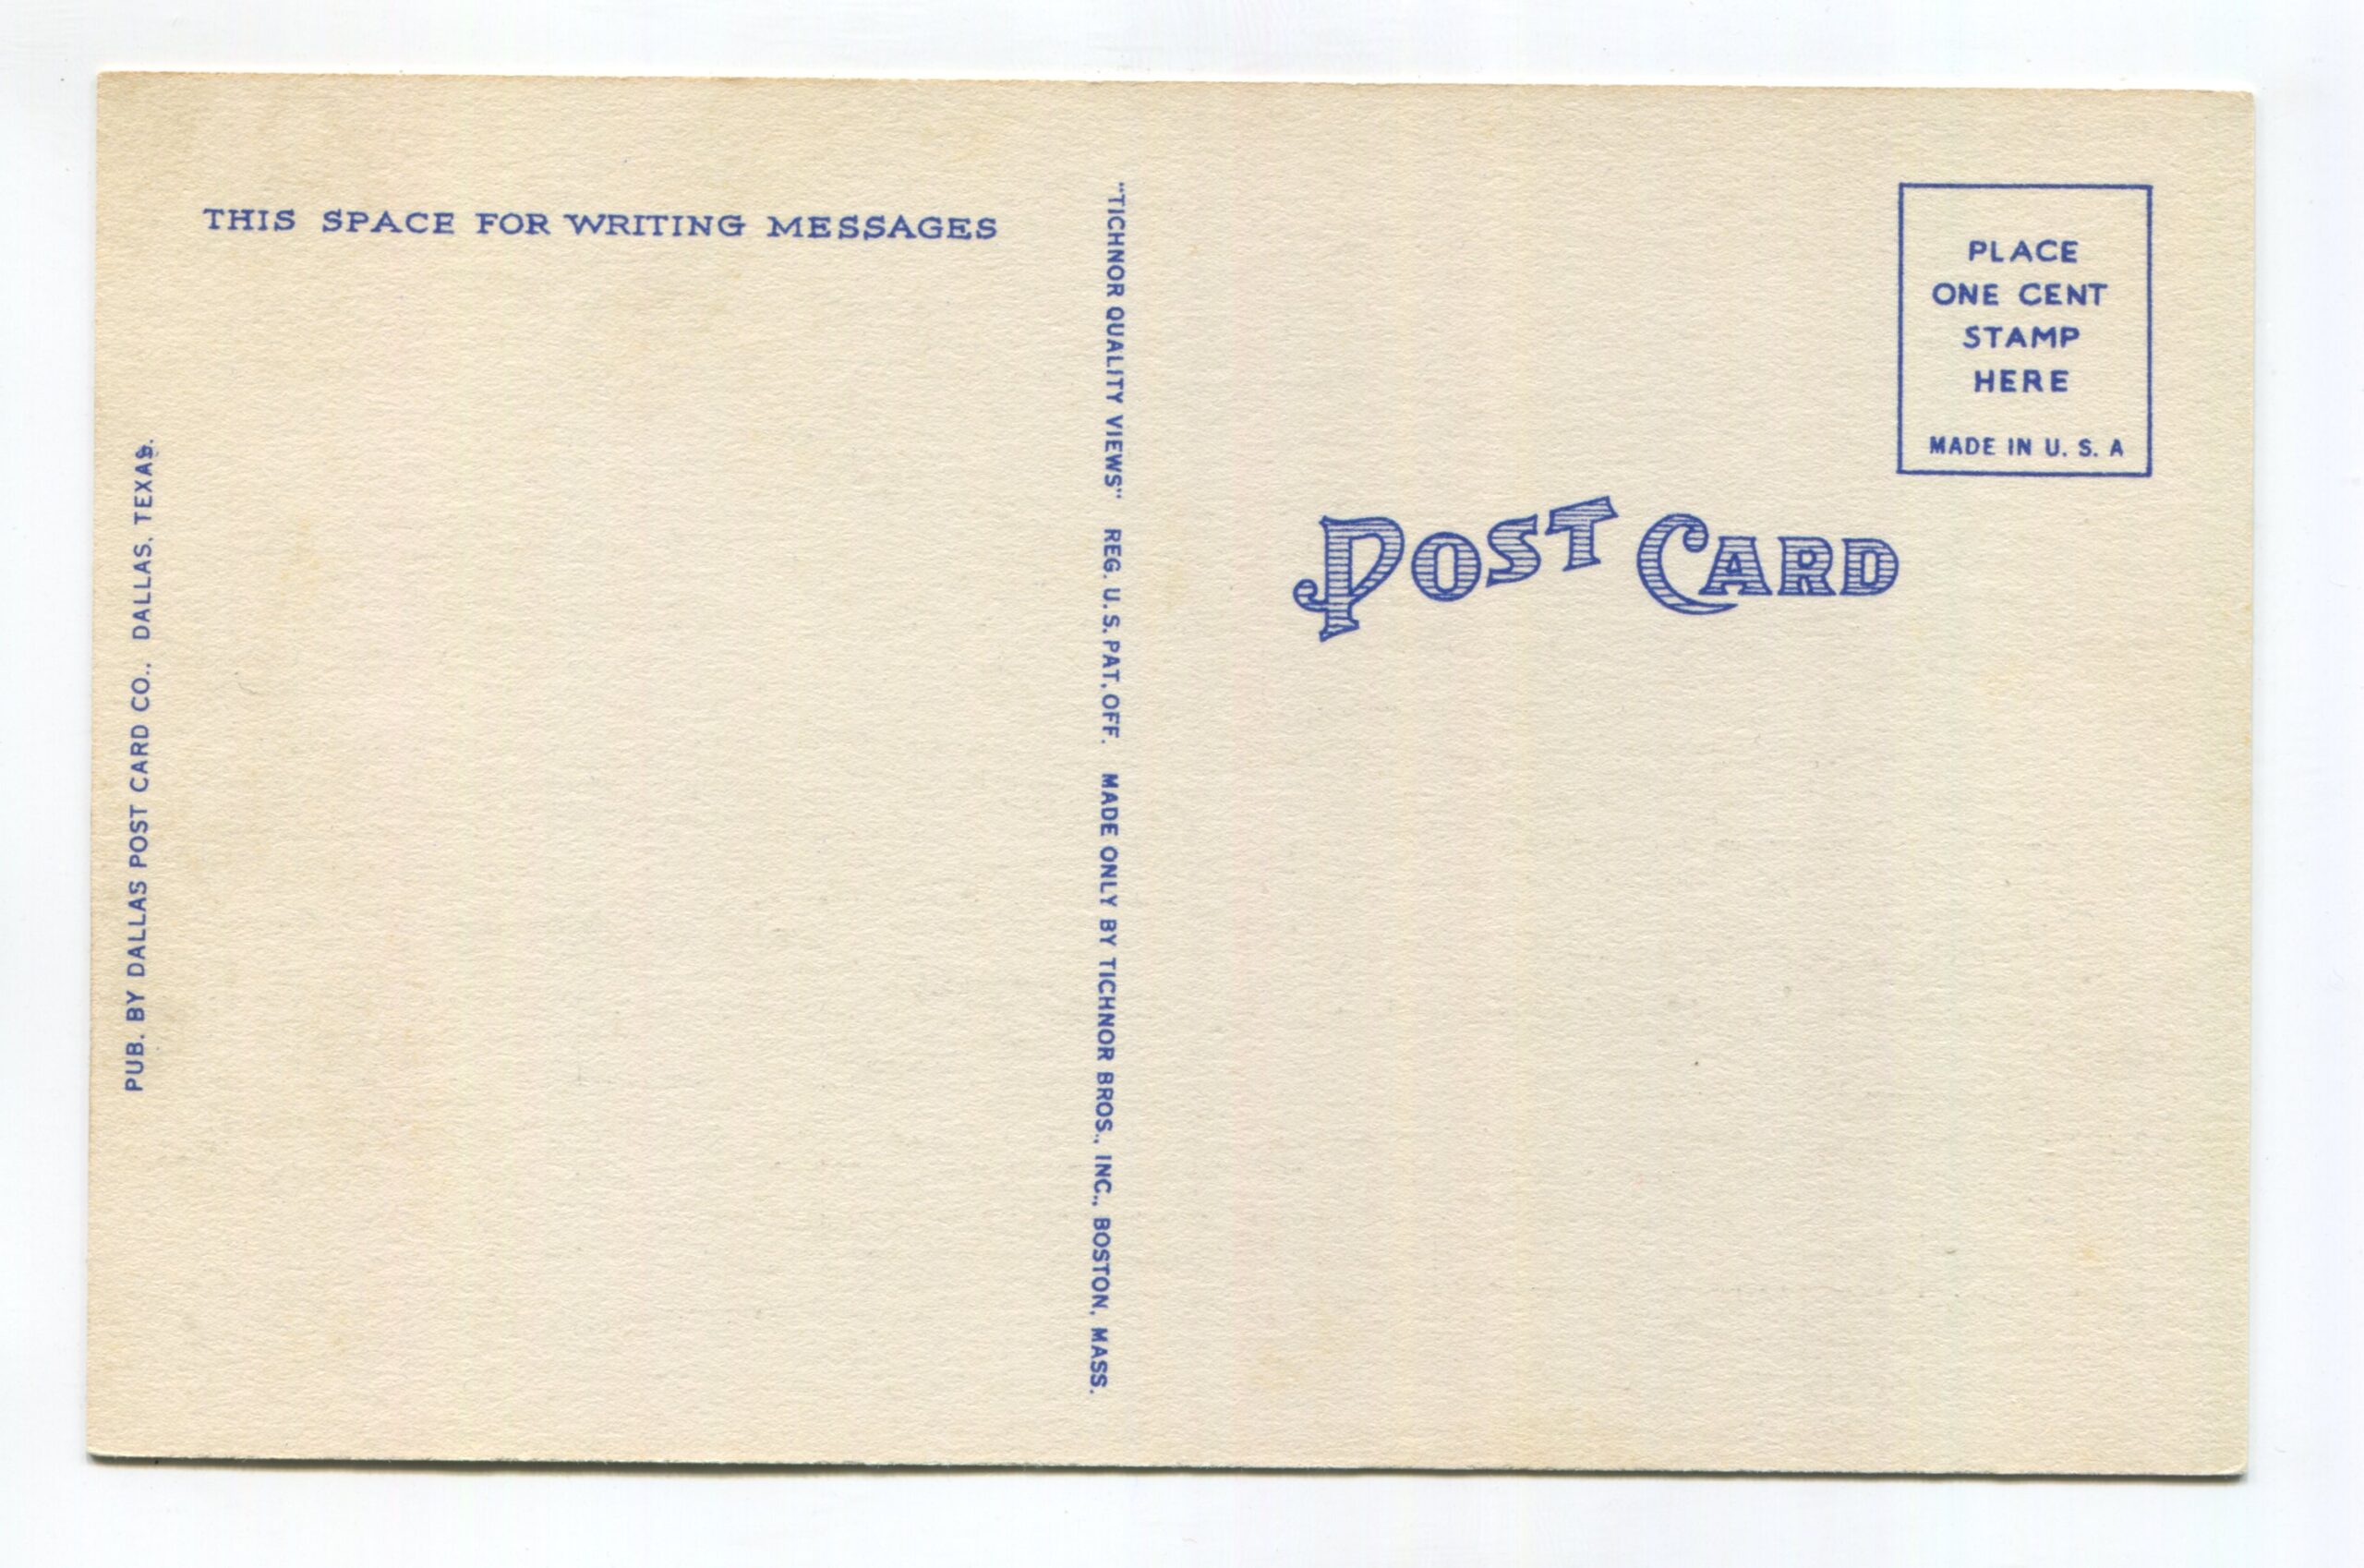 THIS SPACE FOR WRITING MESSAGES
PUB. BY DALLAS POST CARD CO., DALLAS, TEXAS.
"TICHNOR QUALITY VIEWS" REG. U.S. PAT. OFF. MADE ONLY BY TICHNOR BROS., INC., BOSTON, MASS.
PLACE
ONE CENT
STAMP
HERE
MADE IN U. S. A
POST CARD